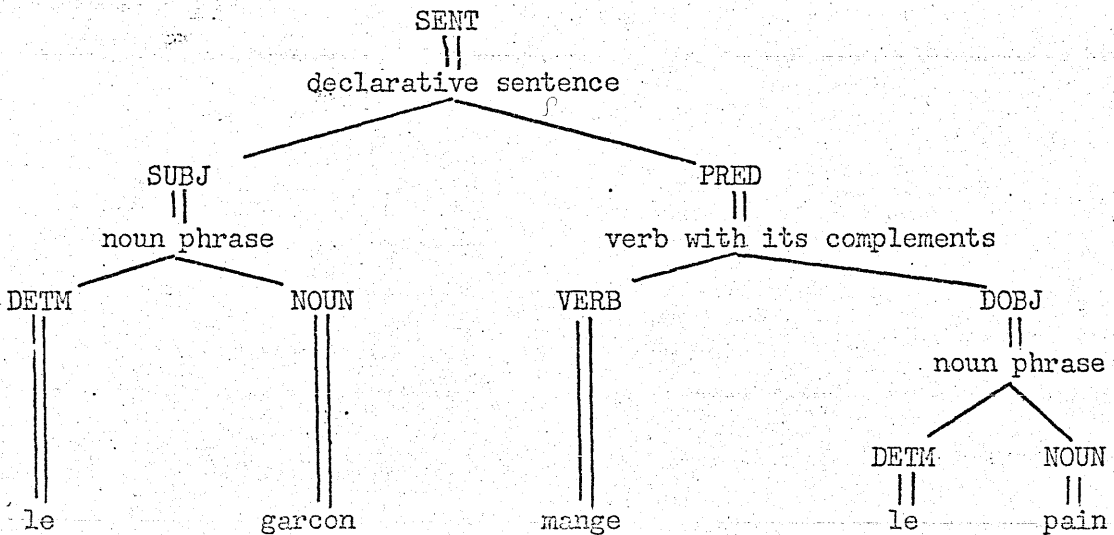 SENT
declarative sentence
SUBJ PRED
noun phrase verb with its complements
DETM NOUN VERB DOBJ
noun phrase
DETM NOUN
le garcon mange le pain